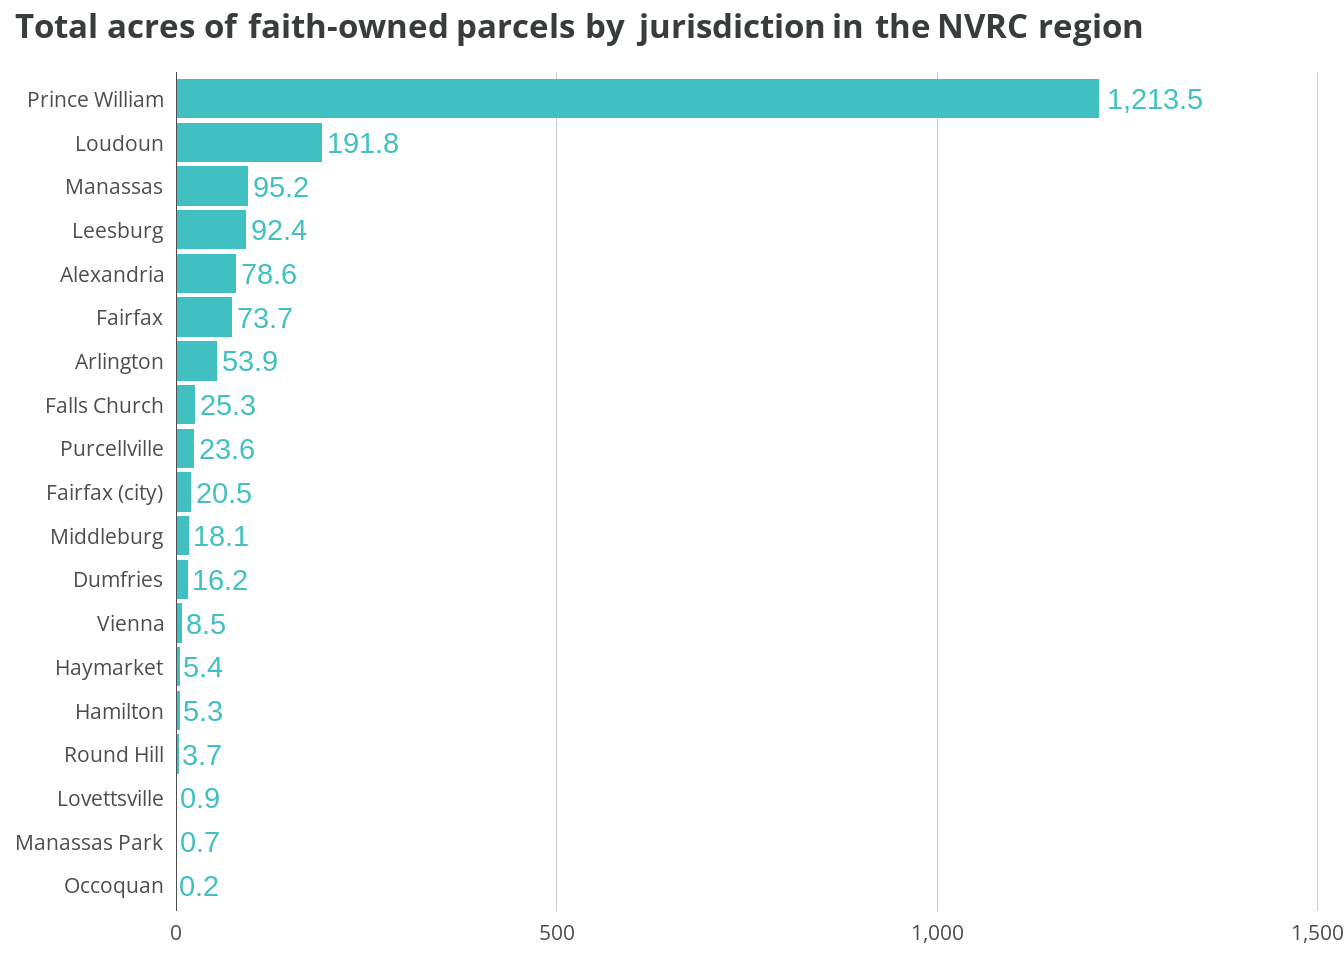 Total acres of faith-owned parcels by jurisdiction in the NVRC region
Prince William 1,213.5
Loudoun 191.8
Manassas 95.2
Leesburg 92.4
Alexandria 78.6
Fairfax 73.7
Arlington 53.9
Falls Church 25.3
Purcellville 23.6
Fairfax (city) 20.5
Middleburg 18.1
Dumfries 16.2
Vienna 8.5
Haymarket 5.4
Hamilton 5.3
Round Hill 3.7
Lovettsville 0.9
Manassas Park 0.7
Occoquan 0.2
0 500 1,000 1,500